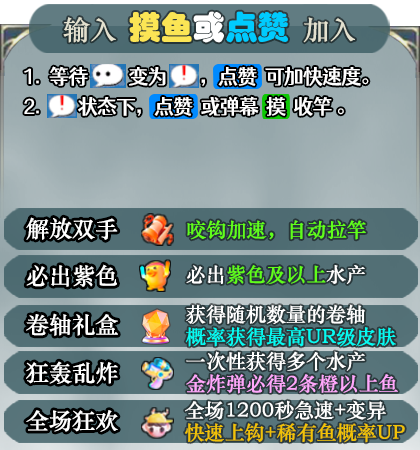 输入 摸鱼或点赞 加入
1. 等待变为！，点赞可加快速度。
2. ！状态下，点赞 或弹幕 摸 收竿。
解放双手 咬钩加速，自动拉竿
必出紫色 必出紫色及以上水产
卷轴礼盒 获得随机数量的卷轴
概率获得最高UR级皮肤
狂轰乱炸 一次性获得多个水产
金炸弹必得2条橙以上鱼
全场狂欢 全场1200秒急速+变异
快速上钩+稀有鱼概率UP